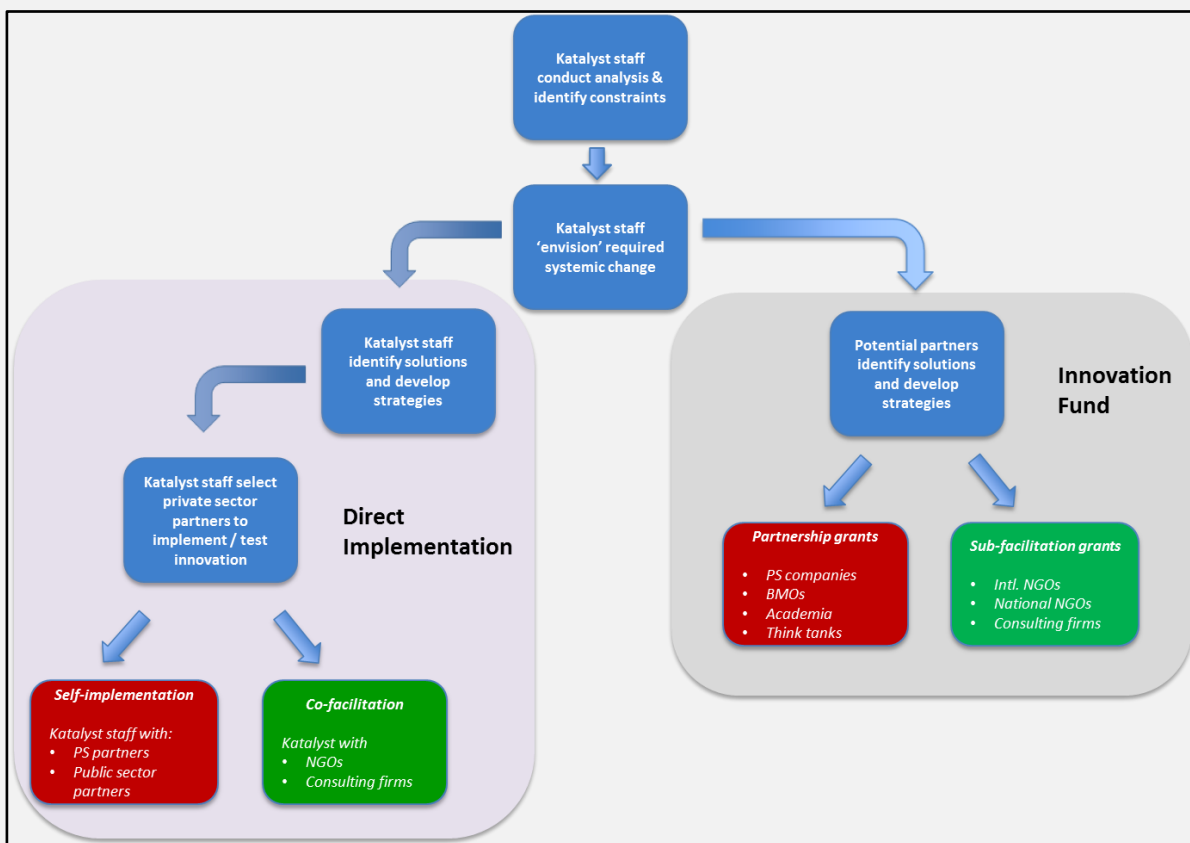 Katalyst staff
conduct analysis &
identify constraints
Katalyst staff
‘envision’ required
systemic change
Katalyst staff
identify solutions
and develop
strategies
Katalyst staff select
private sector
partners to
implement / test
innovation
Direct
Implementation
Self-implementation
Katalyst staff with:
• PS partners
• Public sector
partners
Co-facilitation
Katalyst with
• NGOs
• Consulting firms
Potential partners
identify solutions
and develop
strategies
Innovation
Fund
Partnership grants
• PS companies
• BMOs
• Academia
• Think tanks
Sub-facilitation grants
• Intl. NGOs
• National NGOs
• Consulting firms